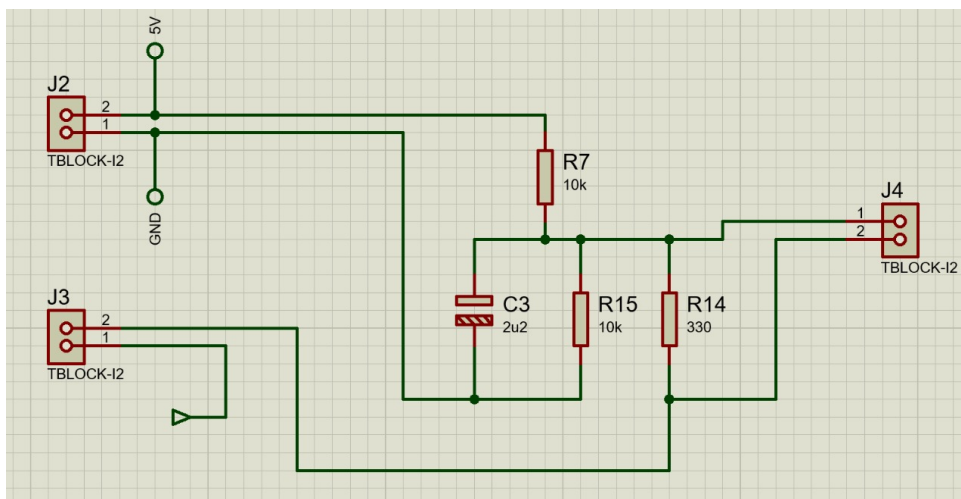 5V
J2
2
1
TBLOCK-I2
GND
R7
10k
J4
1
2
TBLOCK-I2
J3
2
1
TBLOCK-I2
C3
2u2
R15
10k
R14
330